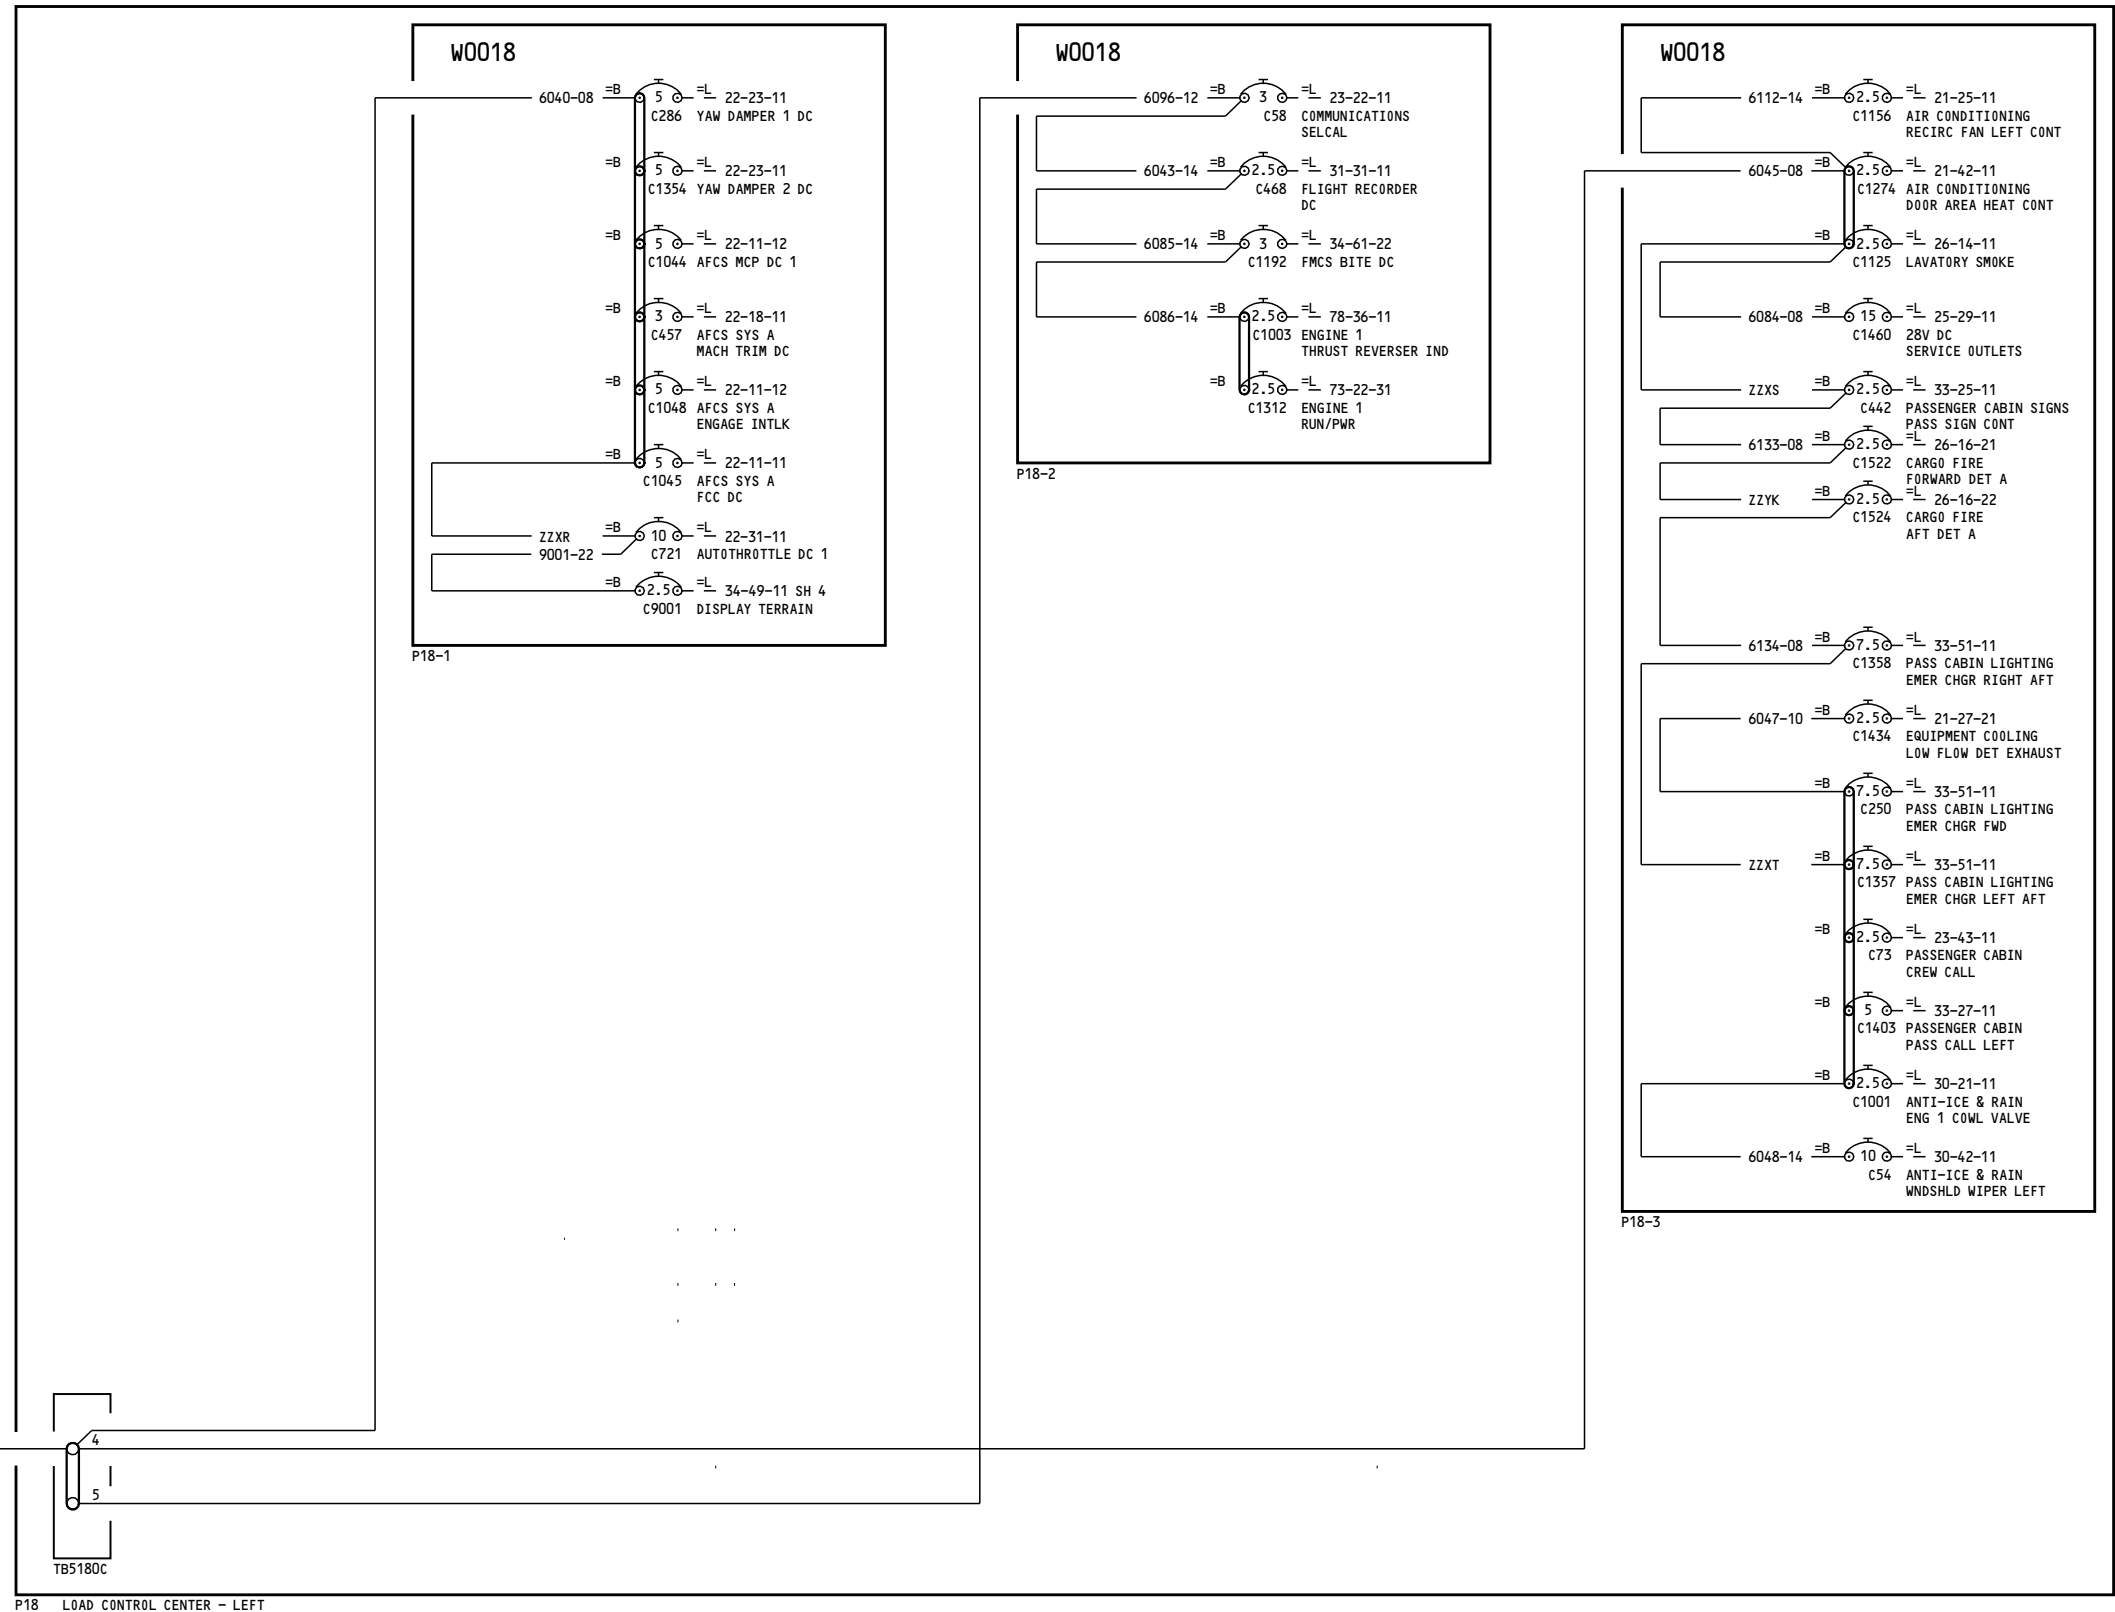 W0018
6040-08 =B 5 =L 22-23-11
C286 YAW DAMPER 1 DC
=B 5 =L 22-23-11
C1354 YAW DAMPER 2 DC
=B 5 =L 22-11-12
C1044 AFCS MCP DC 1
=B 3 =L 22-18-11
C457 AFCS SYS A
MACH TRIM DC
=B 5 =L 22-11-12
C1048 AFCS SYS A
ENGAGE INTLK
=B 5 =L 22-11-11
C1045 AFCS SYS A
FCC DC
ZZXR =B 10 =L 22-31-11
9001-22 C721 AUTOTHROTTLE DC 1
=B 2.5 =L 34-49-11 SH 4
C9001 DISPLAY TERRAIN
P18-1
W0018
6096-12 =B 3 =L 23-22-11
C58 COMMUNICATIONS
SELCAL
6043-14 =B 2.5 =L 31-31-11
C468 FLIGHT RECORDER
DC
6085-14 =B 3 =L 34-61-22
C1192 FMCS BITE DC
6086-14 =B 2.5 =L 78-36-11
C1003 ENGINE 1
THRUST REVERSER IND
=B 2.5 =L 73-22-31
C1312 ENGINE 1
RUN/PWR
P18-2
W0018
6112-14 =B 2.5 =L 21-25-11
C1156 AIR CONDITIONING
RECIRC FAN LEFT CONT
6045-08 =B 2.5 =L 21-42-11
C1274 AIR CONDITIONING
DOOR AREA HEAT CONT
=B 2.5 =L 26-14-11
C1125 LAVATORY SMOKE
6084-08 =B 15 =L 25-29-11
C1460 28V DC
SERVICE OUTLETS
ZZXS =B 2.5 =L 33-25-11
C442 PASSENGER CABIN SIGNS
PASS SIGN CONT
6133-08 =B 2.5 =L 26-16-21
C1522 CARGO FIRE
FORWARD DET A
ZZYK =B 2.5 =L 26-16-22
C1524 CARGO FIRE
AFT DET A
6134-08 =B 7.5 =L 33-51-11
C1358 PASS CABIN LIGHTING
EMER CHGR RIGHT AFT
6047-10 =B 2.5 =L 21-27-21
C1434 EQUIPMENT COOLING
LOW FLOW DET EXHAUST
=B 7.5 =L 33-51-11
C250 PASS CABIN LIGHTING
EMER CHGR FWD
ZZXT =B 7.5 =L 33-51-11
C1357 PASS CABIN LIGHTING
EMER CHGR LEFT AFT
=B 2.5 =L 23-43-11
C73 PASSENGER CABIN
CREW CALL
=B 5 =L 33-27-11
C1403 PASSENGER CABIN
PASS CALL LEFT
=B 2.5 =L 30-21-11
C1001 ANTI-ICE & RAIN
ENG 1 COWL VALVE
6048-14 =B 10 =L 30-42-11
C54 ANTI-ICE & RAIN
WNDSHLD WIPER LEFT
P18-3
4
5
TB5180C
P18 LOAD CONTROL CENTER - LEFT